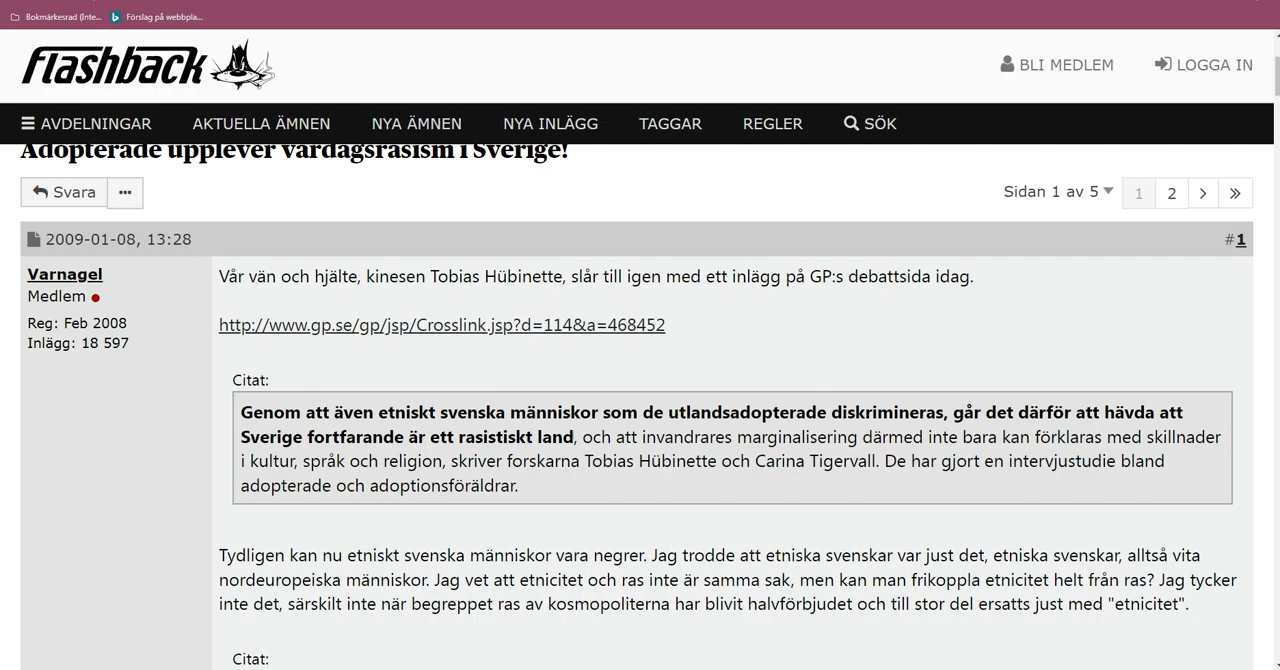 Bokmärkesrad (Inte...
Förslag på webbpla...
flashback
BLI MEDLEM
LOGGA IN
AVDELNINGAR
AKTUELLA ÄMNEN
NYA ÄMNEN
NYA INLÄGG
TAGGAR
REGLER
SÖK
Adopterade upplever vardagsrasism i Sverige!
Svara
...
Sidan 1 av 5
1
2
2009-01-08, 13:28
#1
Varnagel
Medlem
Reg: Feb 2008
Inlägg: 18 597
Vår vän och hjälte, kinesen Tobias Hübinette, slår till igen med ett inlägg på GP:s debattsida idag.
http://www.gp.se/gp/jsp/Crosslink.jsp?d=114&a=468452
Citat:
Genom att även etniskt svenska människor som de utlandsadopterade diskrimineras, går det därför att hävda att
Sverige fortfarande är ett rasistiskt land, och att invandrares marginalisering därmed inte bara kan förklaras med skillnader
i kultur, språk och religion, skriver forskarna Tobias Hübinette och Carina Tigervall. De har gjort en intervjustudie bland
adopterade och adoptionsföräldrar.
Tydligen kan nu etniskt svenska människor vara negrer. Jag trodde att etniska svenskar var just det, etniska svenskar, alltså vita
nordeuropeiska människor. Jag vet att etnicitet och ras inte är samma sak, men kan man frikoppla etnicitet helt från ras? Jag tycker
inte det, särskilt inte när begreppet ras av kosmopoliterna har blivit halvförbjudet och till stor del ersatts just med "etnicitet".
Citat: